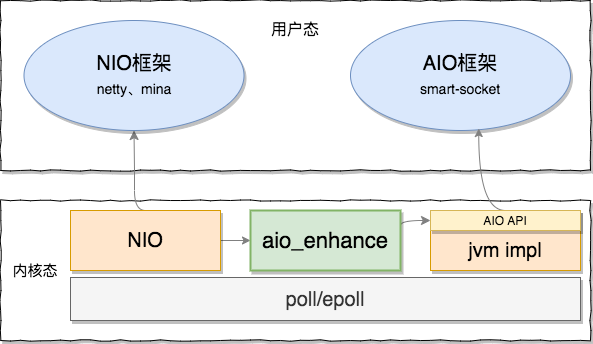 用户态
NIO框架
netty、mina
AIO框架
smart-socket
内核态
NIO
aio_enhance
AIO API
jvm impl
poll/epoll